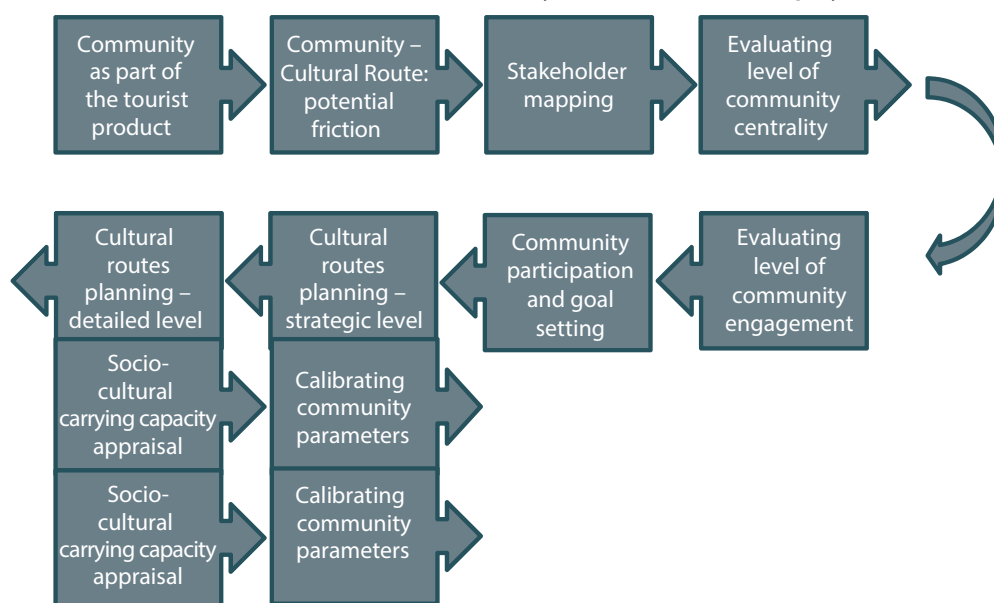 Community
as part of
the tourist
product
Community –
Cultural Route:
potential
friction
Stakeholder
mapping
Evaluating
level of
community
centrality
Cultural
routes
planning –
detailed level
Cultural
routes
planning –
strategic level
Community
participation
and goal
setting
Evaluating
level of
community
engagement
Socio-
cultural
carrying capacity
appraisal
Calibrating
community
parameters
Socio-
cultural
carrying capacity
appraisal
Calibrating
community
parameters